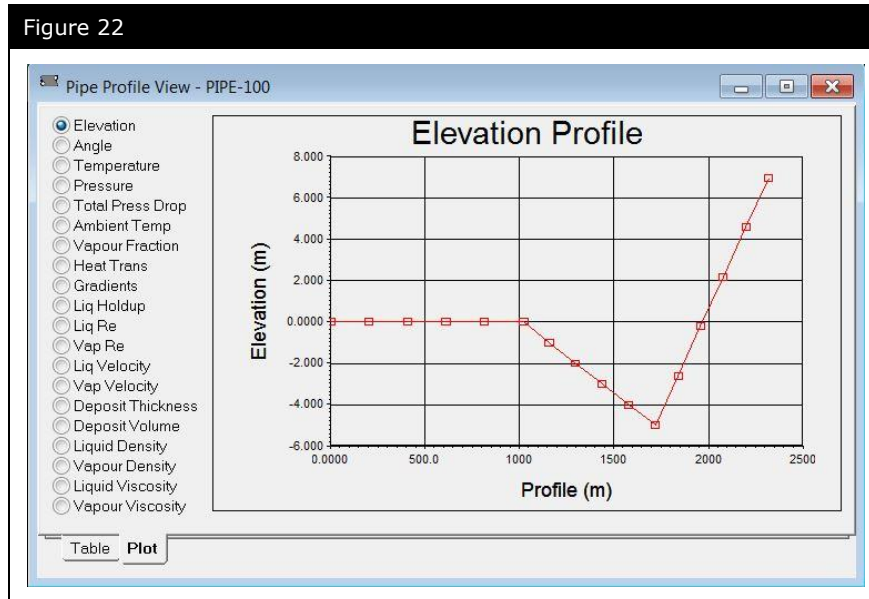 Figure 22
Pipe Profile View - PIPE-100
Elevation
Angle
Temperature
Pressure
Total Press Drop
Ambient Temp
Vapour Fraction
Heat Trans
Gradients
Liq Holdup
Liq Re
Vap Re
Liq Velocity
Vap Velocity
Deposit Thickness
Deposit Volume
Liquid Density
Vapour Density
Liquid Viscosity
Vapour Viscosity
Elevation Profile
Elevation (m)
8.000
6.000
4.000
2.000
0.0000
-2.000
-4.000
-6.000
0.0000 500.0 1000 1500 2000 2500
Profile (m)
Table Plot